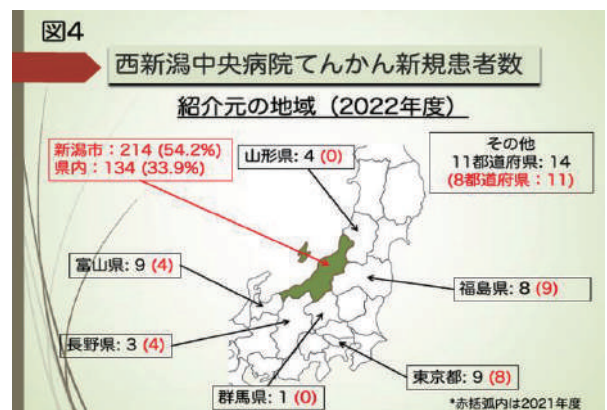 図4
西新潟中央病院てんかん新規患者数
紹介元の地域（2022年度）
新潟市：214 (54.2%)
県内：134 (33.9%)
山形県: 4 (0)
その他
11都道府県: 14
(8都道府県：11)
富山県: 9 (4)
福島県: 8 (9)
長野県: 3 (4)
群馬県: 1 (0)
東京都: 9 (8)
*赤括弧内は2021年度